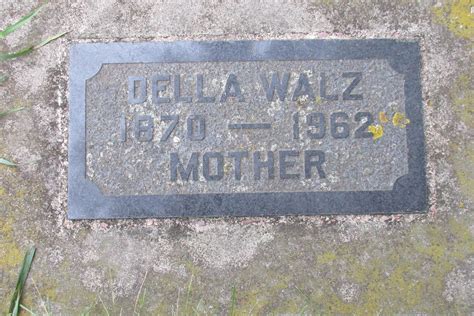 DELLA WALZ
1870 — 1962
MOTHER